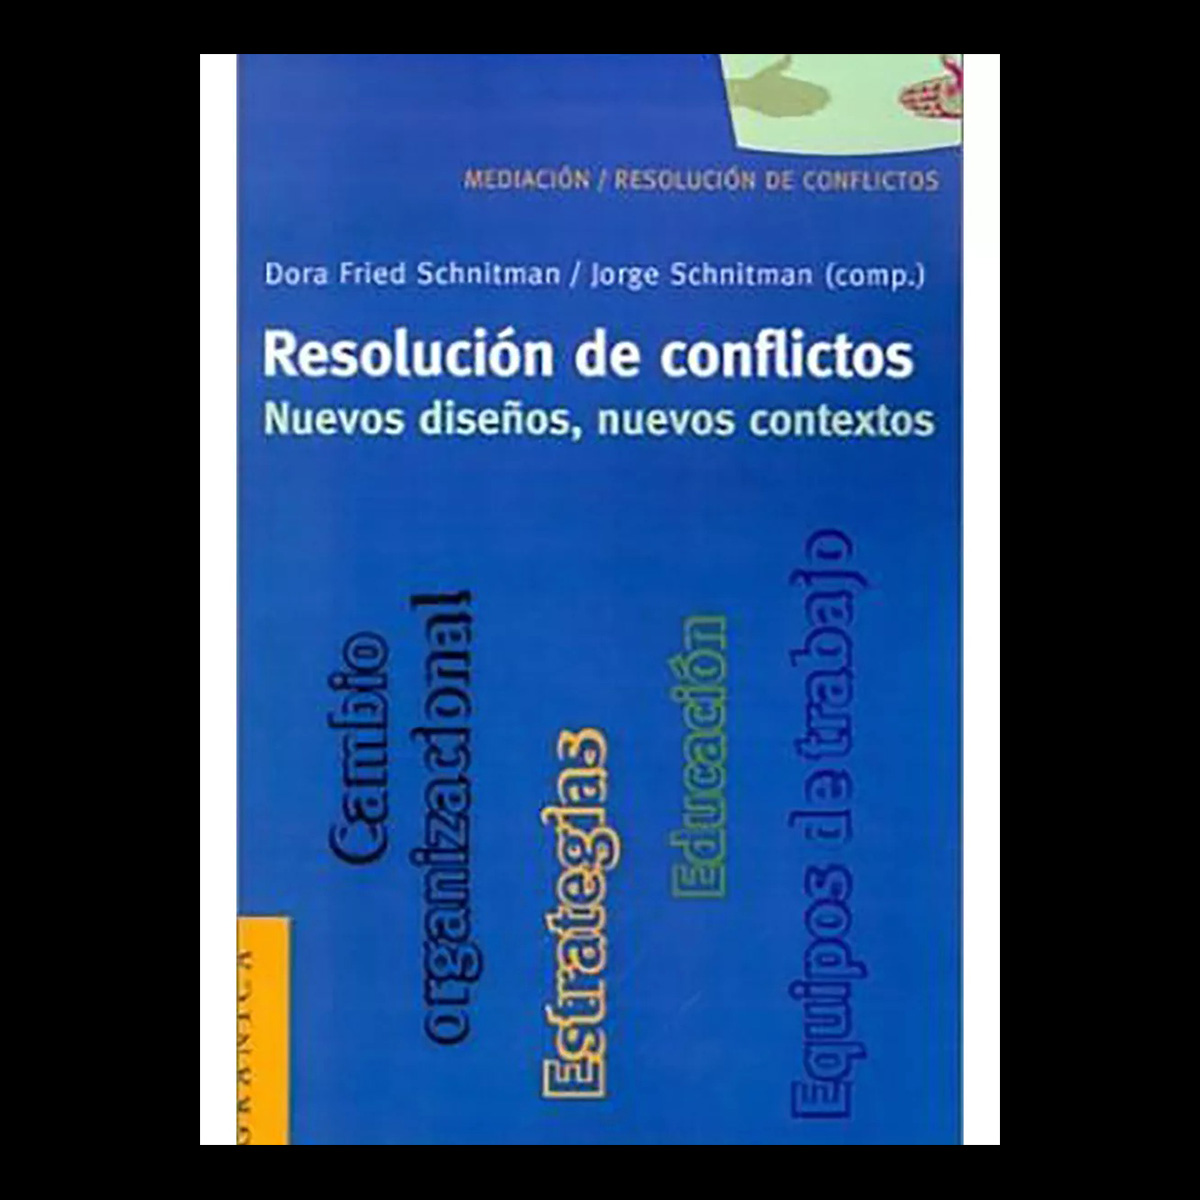 MEDIACIÓN / RESOLUCIÓN DE CONFLICTOS
Dora Fried Schnitman / Jorge Schnitman (comp.)
Resolución de conflictos
Nuevos diseños, nuevos contextos
Cambio
organizacional
Estrategias
Educación
Equipos de trabajo
GRANICA